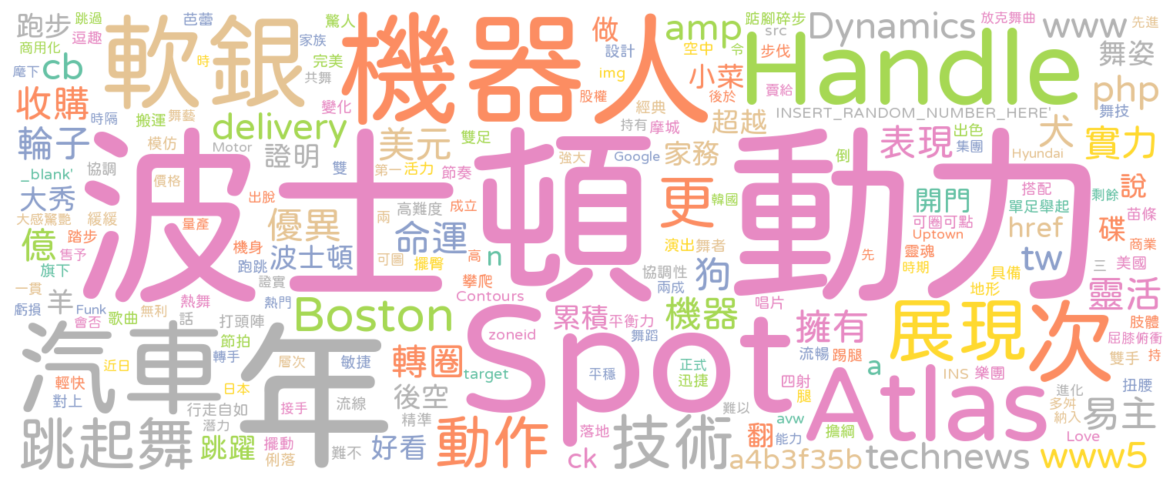 跑步 跳過 芭蕾 驚人 做 amp 踮腳碎步 src 放克舞曲 先進
商用化 逗趣 軟銀 家族 機器人 設計 空中 令 步伐 Dynamics www 舞姿
麾下 cb 時 共舞 完美 img 小菜 賣給 Handle php
收購 搬運 舞藝 變化 股權 經典 後於 INSERT_RANDOM_NUMBER_HERE' 舞技
輪子 時隔 delivery 美元 雙足 持有 摩城 超越 表現 出色 犬 實力
模仿 Motor 證明 雙 第一 活力 強大 Google 家務 倒 集團 Hyundai
_blank' 協調 波士頓動力 節奏 韓國 更 開門 搭配 剩餘 說
大秀 價格 出脫 高難度 成立 單足舉起 苗條
大感驚艷 緩緩 量產 優異 兩 命運 演出 舞者 可圈可點 href 碟
億 踏步 機身 可圖 擺臀 高 n 狗 Uptown 靈魂 商業
售予 跑跳 波士頓 攀爬 協調性 先 時期 具備 tw 美國
旗下 羊 證實 Contours 兩成 地形 三 靈活
一貫 熱舞 熱門 Boston Spot 累積 唱片 機器 擁有 展現 次
虧損 Funk 無利 話 打頭陣 zoneid 平衡力 流暢 踢腿 肢體
會否 歌曲 節拍 舞蹈 屈膝俯衝
汽車 年 轉手 層次 敏捷 轉圈 target 平穩 正式 四射 a INS 樂團 雙手 持
近日 迅捷 Atlas 進化 扭腰
輕快 對上 日本 後空 難以 腿 多舛 易主
行走自如 接手 流線 精準 avw 擔綱 納入
跳起舞 潛力 跳躍 擺動 難不 好看 動作 落地 技術 翻 能力 Love
俐落 ck a4b3f35b technews www5